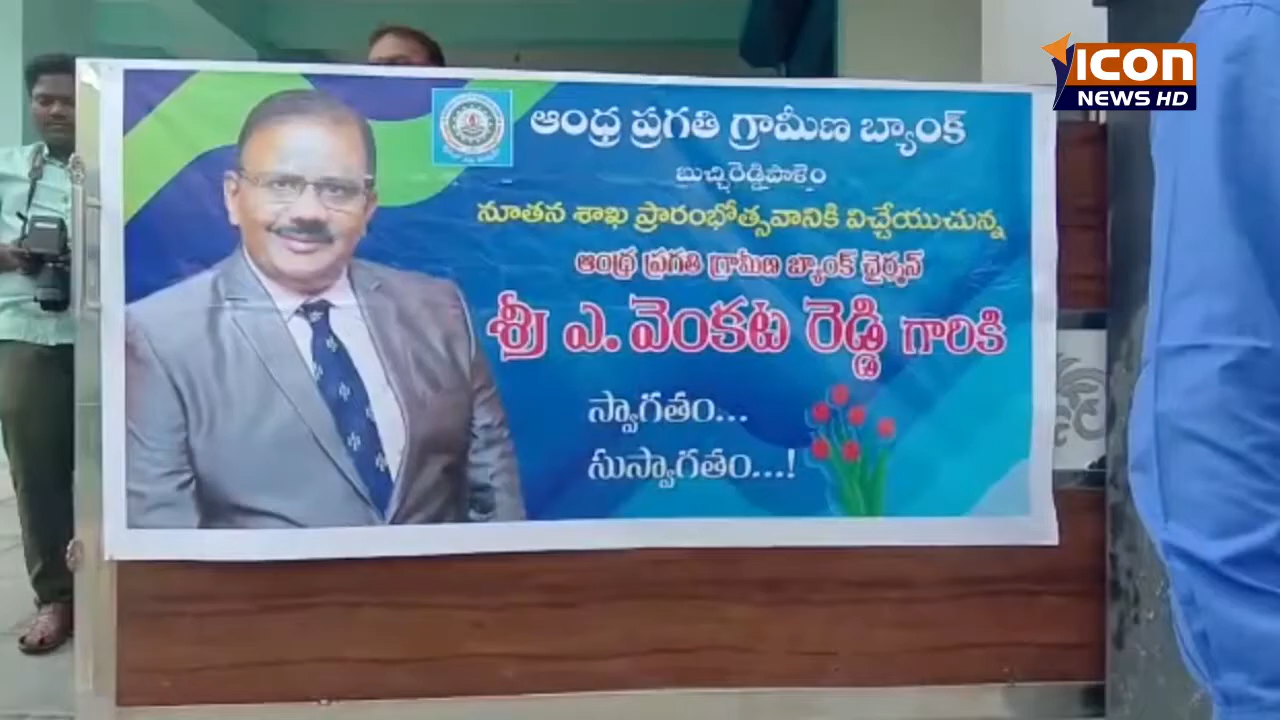 ICON
NEWS HD
ఆంధ్ర ప్రగతి గ్రామీణ బ్యాంక్
బుచ్చిరెడ్డిపాళెం
నూతన శాఖ ప్రారంభోత్సవానికి విచ్చేయుచున్న
ఆంధ్ర ప్రగతి గ్రామీణ బ్యాంక్ ఛైర్మన్
శ్రీ ఎ. వెంకట రెడ్డి గారికి
స్వాగతం...
సుస్వాగతం...!